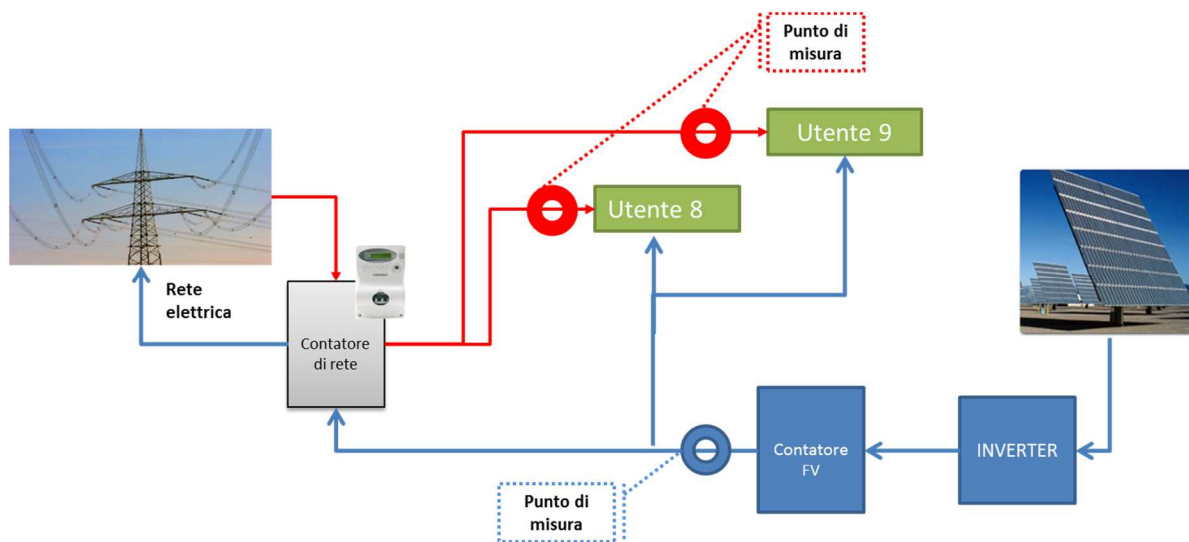 Punto di
misura
Utente 9
Utente 8
Rete
elettrica
Contatore
di rete
Contatore
FV
INVERTER
Punto di
misura